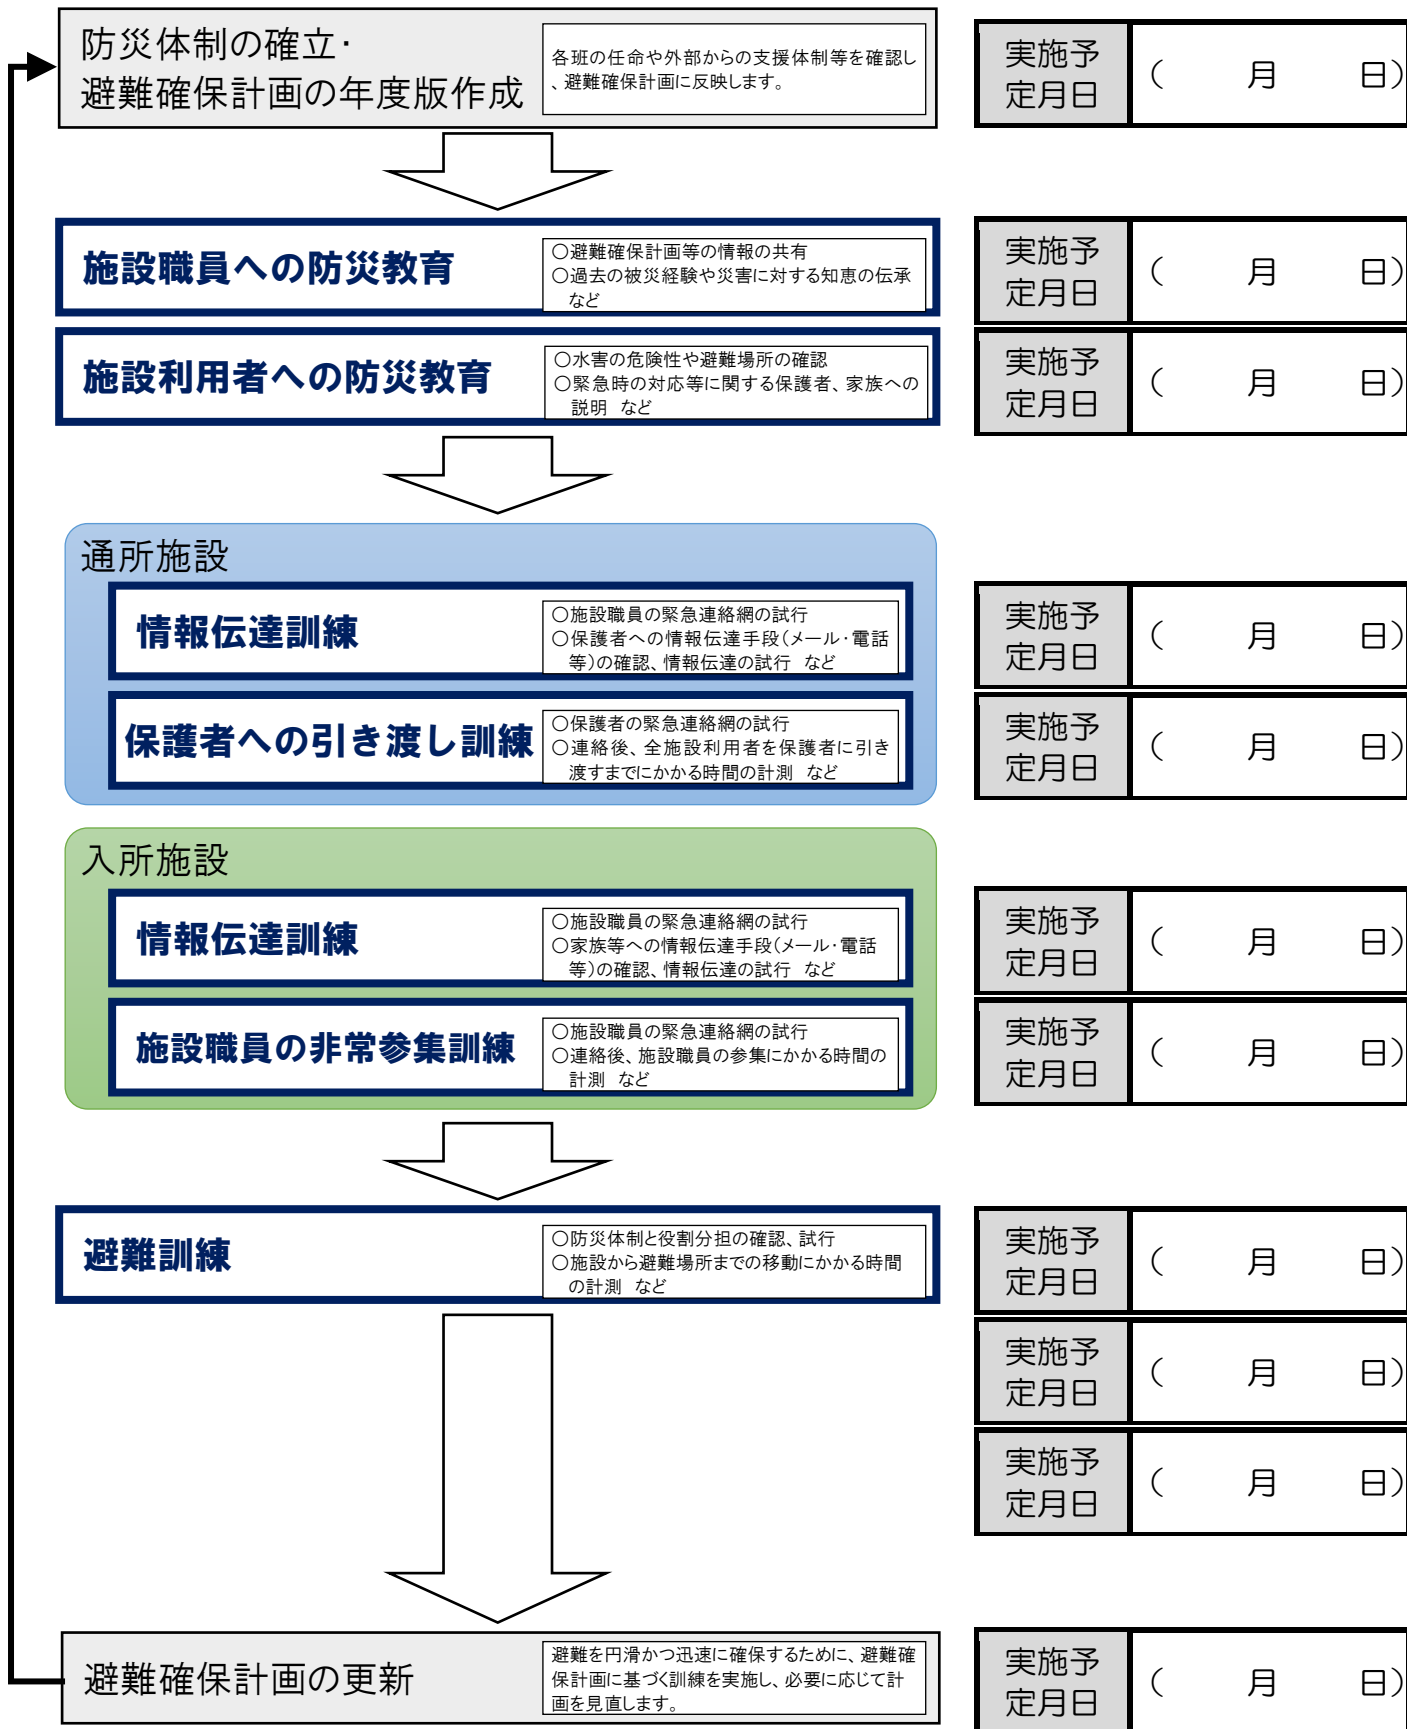 防災体制の確立・
避難確保計画の年度版作成
各班の任命や外部からの支援体制等を確認し
、避難確保計画に反映します。
実施予
定月日
（　　月　　日）
施設職員への防災教育
○避難確保計画等の情報の共有
○過去の被災経験や災害に対する知恵の伝承
など
実施予
定月日
（　　月　　日）
施設利用者への防災教育
○水害の危険性や避難場所の確認
○緊急時の対応等に関する保護者、家族への
説明　など
実施予
定月日
（　　月　　日）
通所施設
情報伝達訓練
○施設職員の緊急連絡網の試行
○保護者への情報伝達手段（メール・電話
等）の確認、情報伝達の試行　など
実施予
定月日
（　　月　　日）
保護者への引き渡し訓練
○保護者の緊急連絡網の試行
○連絡後、全施設利用者を保護者に引き
渡すまでにかかる時間の計測　など
実施予
定月日
（　　月　　日）
入所施設
情報伝達訓練
○施設職員の緊急連絡網の試行
○家族等への情報伝達手段（メール・電話
等）の確認、情報伝達の試行　など
実施予
定月日
（　　月　　日）
施設職員の非常参集訓練
○施設職員の緊急連絡網の試行
○連絡後、施設職員の参集にかかる時間の
計測　など
実施予
定月日
（　　月　　日）
避難訓練
○防災体制と役割分担の確認、試行
○施設から避難場所までの移動にかかる時間
の計測　など
実施予
定月日
（　　月　　日）
実施予
定月日
（　　月　　日）
実施予
定月日
（　　月　　日）
避難確保計画の更新
避難を円滑かつ迅速に確保するために、避難確
保計画に基づく訓練を実施し、必要に応じて計
画を見直します。
実施予
定月日
（　　月　　日）